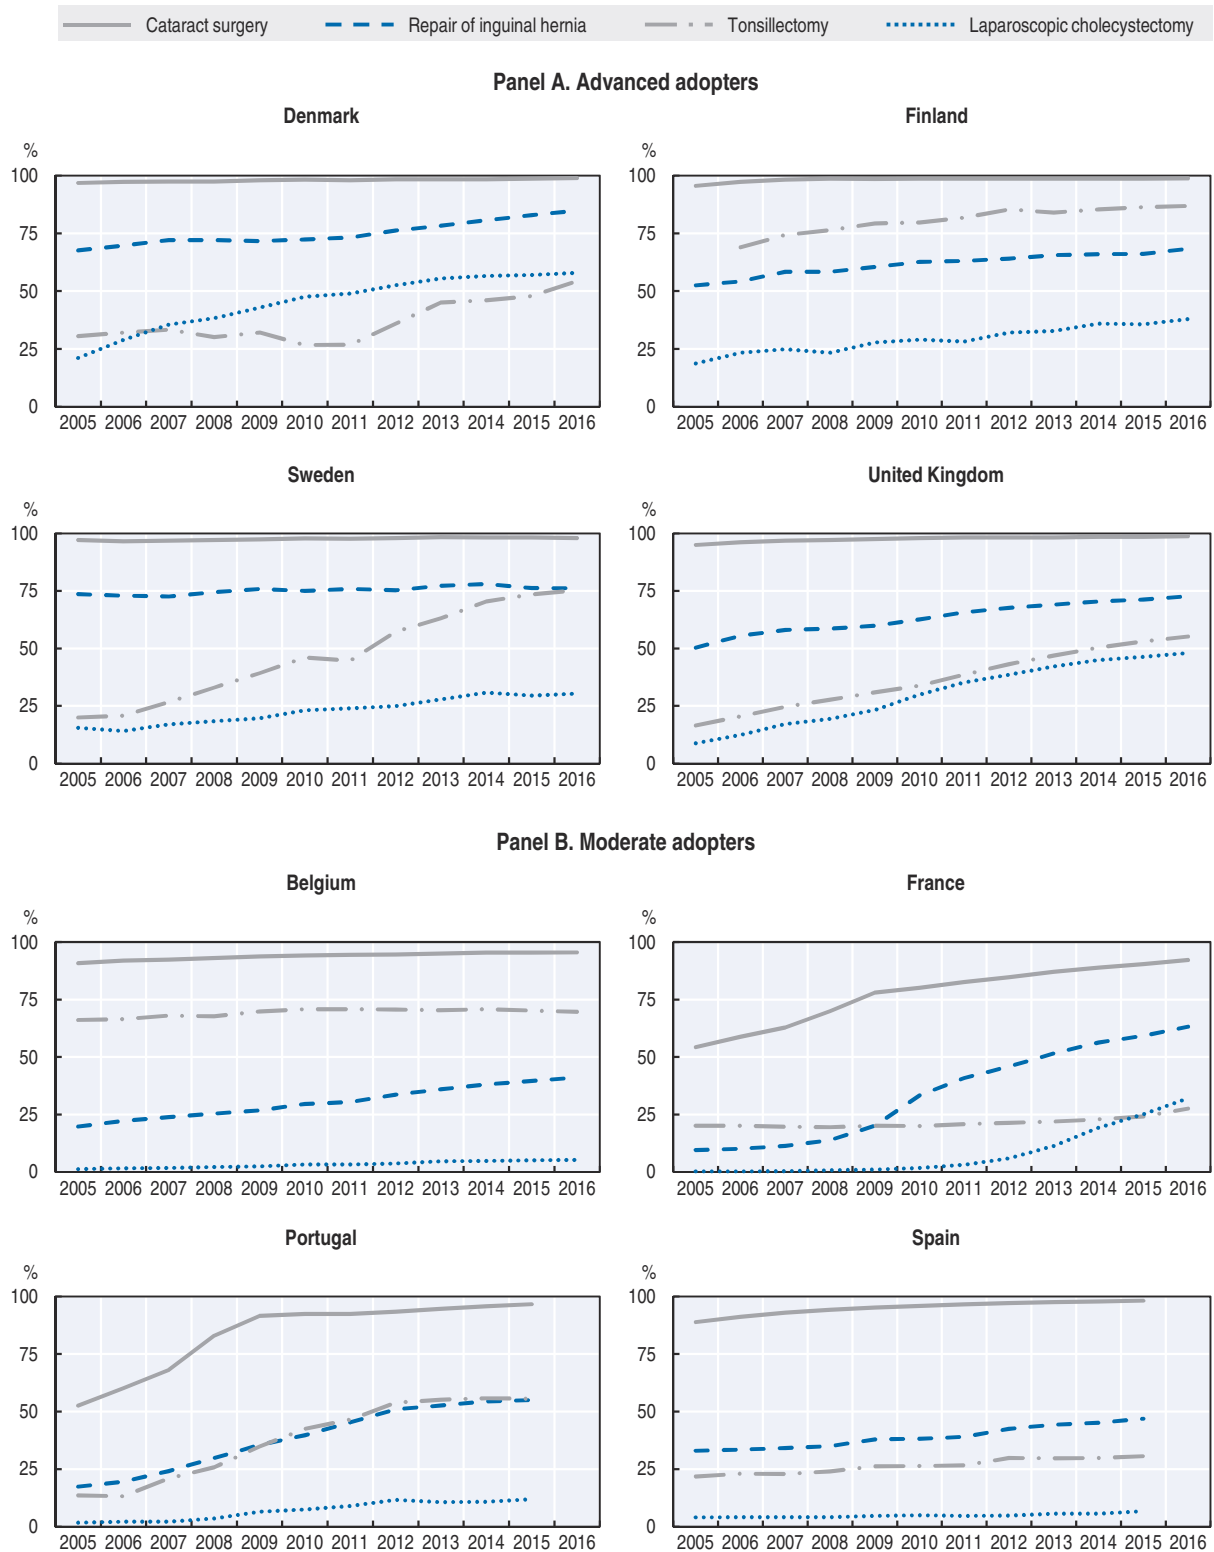 Cataract surgery Repair of inguinal hernia Tonsillectomy Laparoscopic cholecystectomy
Panel A. Advanced adopters
Denmark Finland
% %
100 100
75 75
50 50
25 25
0 0
2005 2006 2007 2008 2009 2010 2011 2012 2013 2014 2015 2016 2005 2006 2007 2008 2009 2010 2011 2012 2013 2014 2015 2016
Sweden United Kingdom
% %
100 100
75 75
50 50
25 25
0 0
2005 2006 2007 2008 2009 2010 2011 2012 2013 2014 2015 2016 2005 2006 2007 2008 2009 2010 2011 2012 2013 2014 2015 2016
Panel B. Moderate adopters
Belgium France
% %
100 100
75 75
50 50
25 25
0 0
2005 2006 2007 2008 2009 2010 2011 2012 2013 2014 2015 2016 2005 2006 2007 2008 2009 2010 2011 2012 2013 2014 2015 2016
Portugal Spain
% %
100 100
75 75
50 50
25 25
0 0
2005 2006 2007 2008 2009 2010 2011 2012 2013 2014 2015 2016 2005 2006 2007 2008 2009 2010 2011 2012 2013 2014 2015 2016